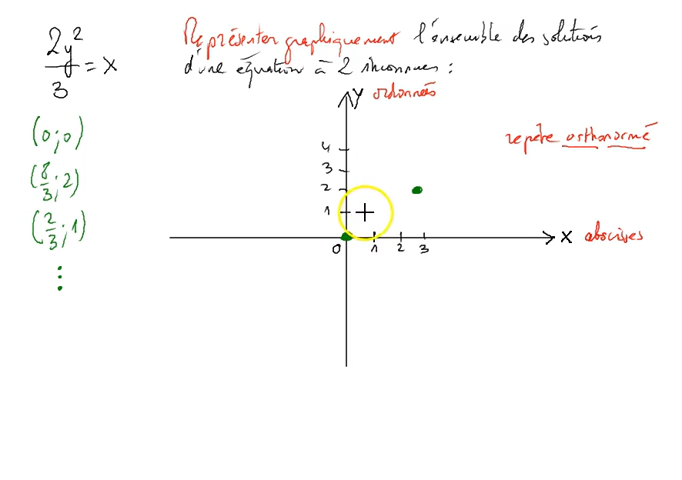 2y²/3 = x
Représenter graphiquement l'ensemble des solutions
d'une équation à 2 inconnues :
(0;0)
(8/3;2)
(2/3;1)
⋮
y ordonnées
repère orthonormé
4
3
2
1
0 1 2 3
x abscisses